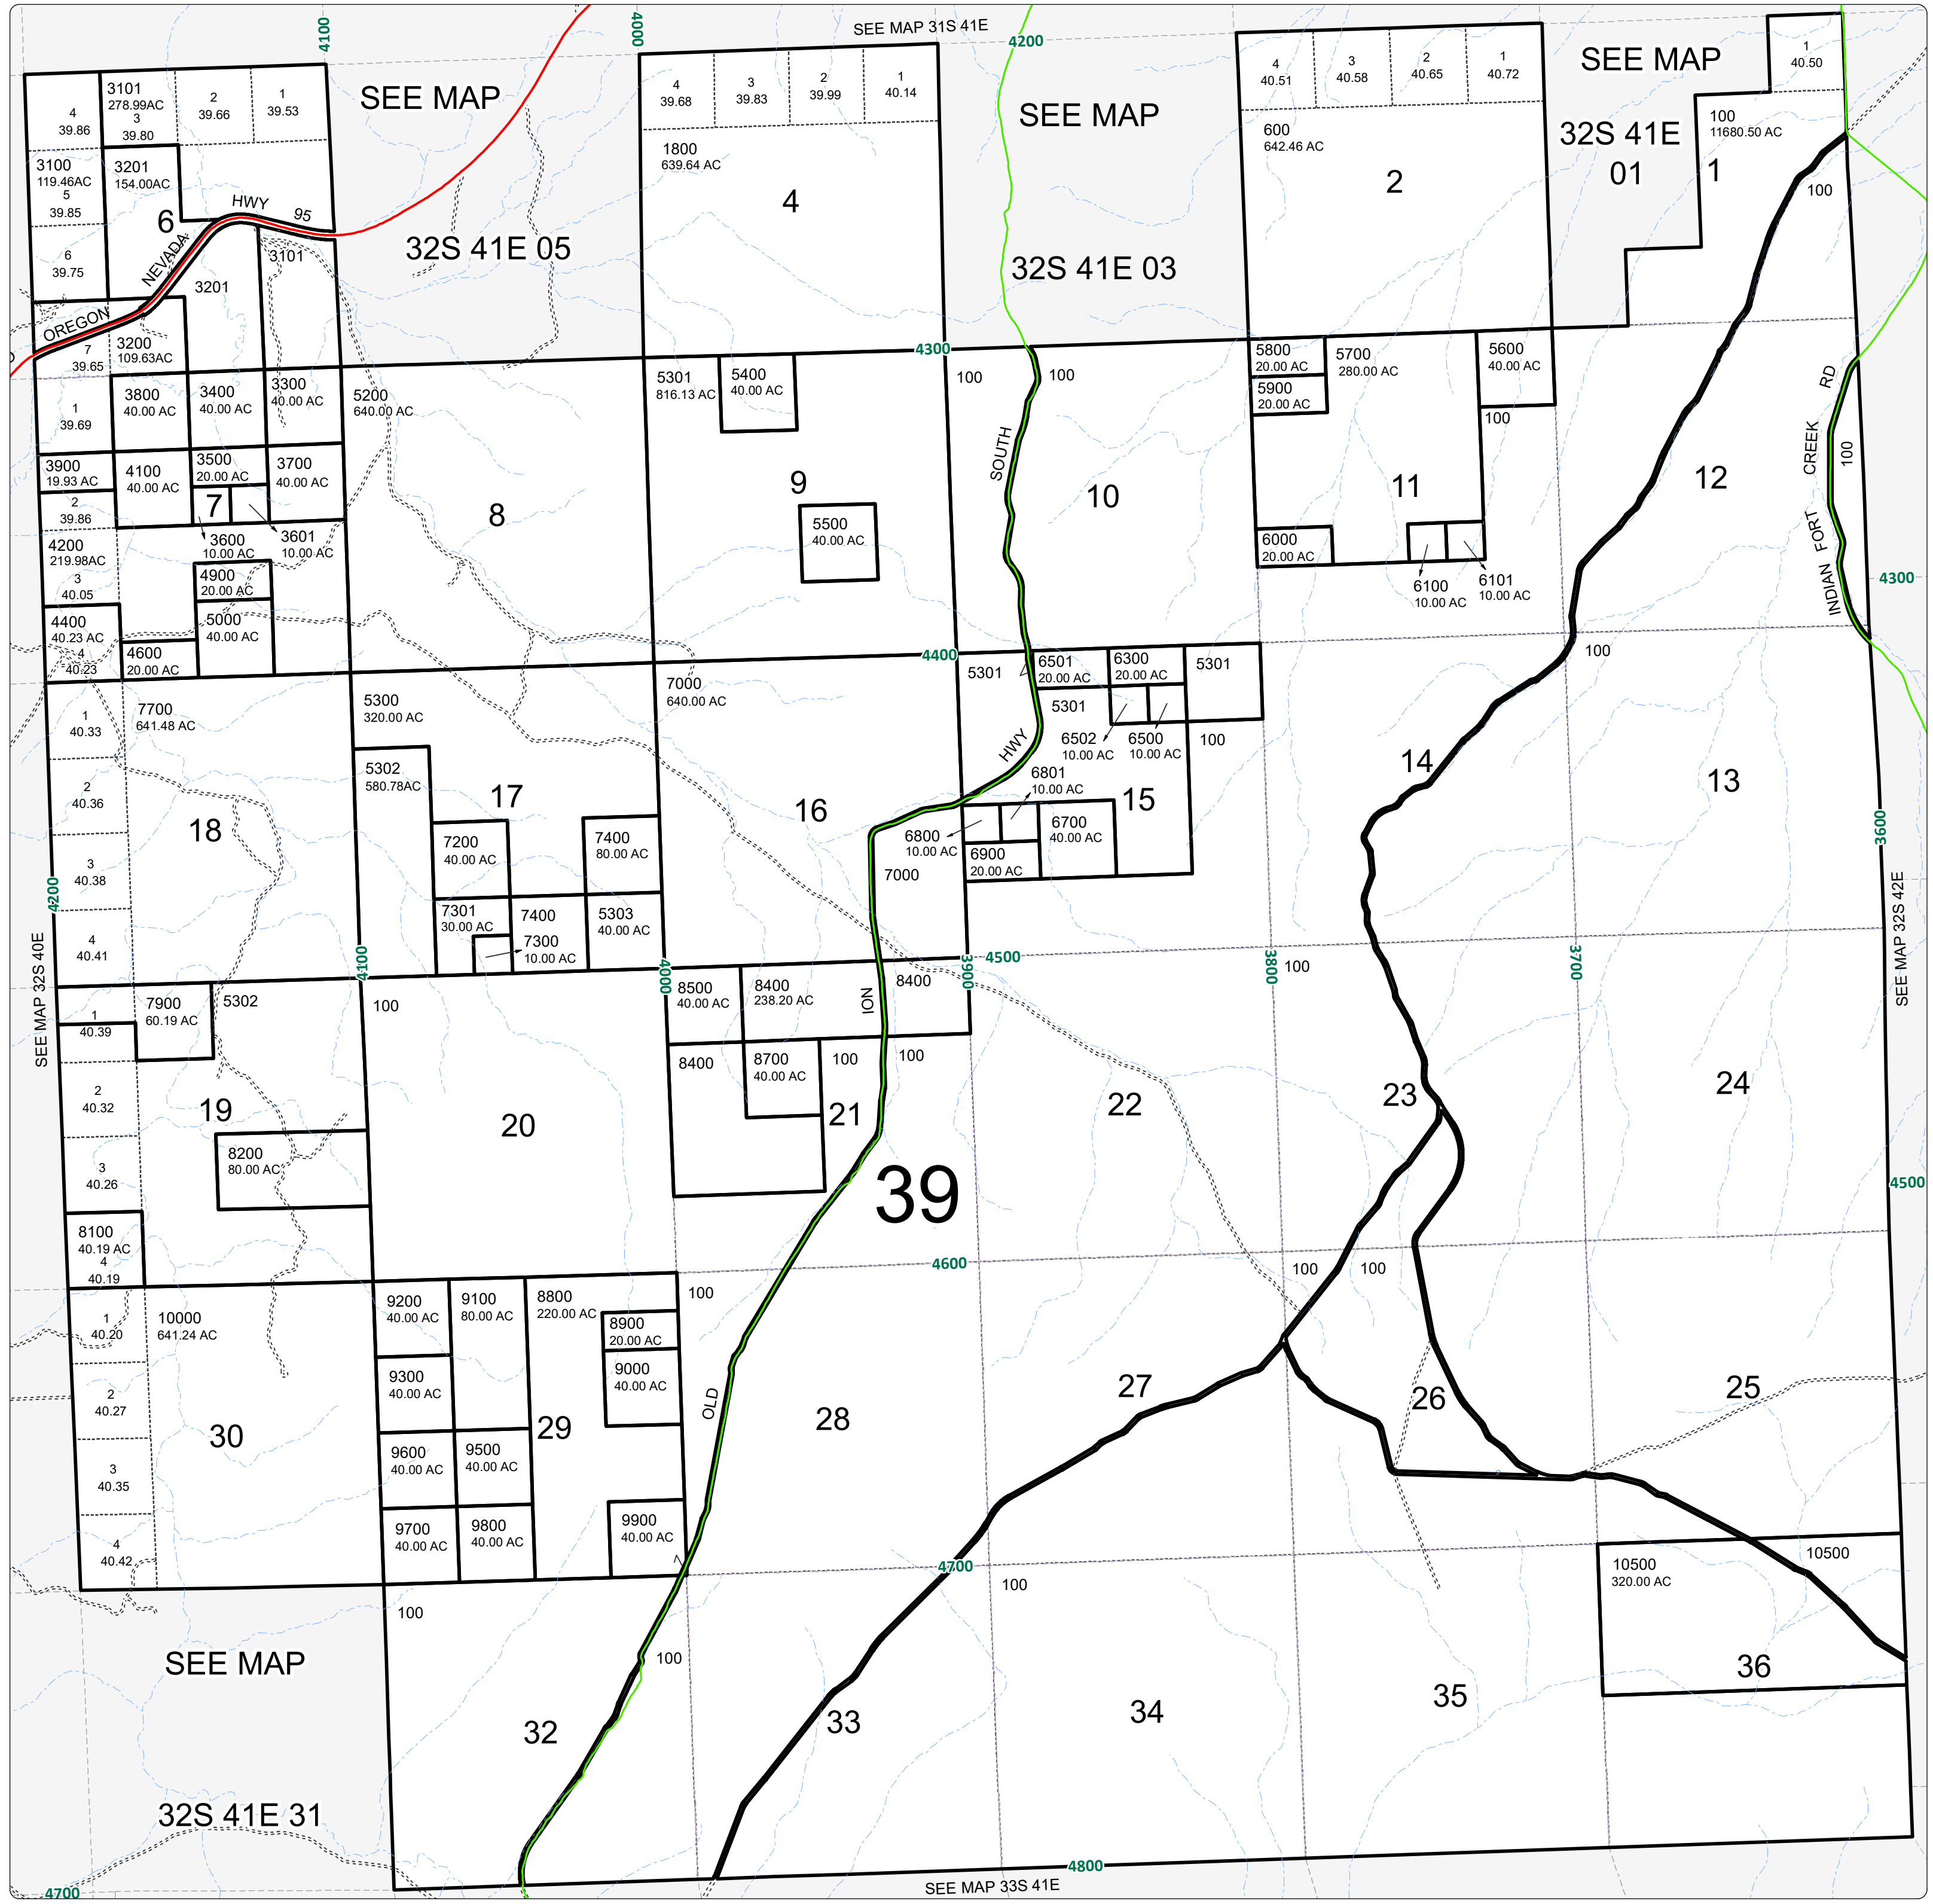 SEE MAP 31S 41E
4100
4000
4200
SEE MAP
SEE MAP
SEE MAP
4
39.86
3101
278.99AC
3
39.80
2
39.66
1
39.53
4
39.68
3
39.83
2
39.99
1
40.14
4
40.51
3
40.58
2
40.65
1
40.72
1
40.50
100
11680.50 AC
32S 41E
01
1
100
600
642.46 AC
2
1800
639.64 AC
4
3100
119.46AC
5
39.85
3201
154.00AC
6
HWY 95
NEVADA
OREGON
3101
3201
6
39.75
32S 41E 05
32S 41E 03
7
39.65
3200
109.63AC
4300
1
39.69
3800
40.00 AC
3400
40.00 AC
3300
40.00 AC
5200
640.00 AC
5301
816.13 AC
5400
40.00 AC
100
100
5800
20.00 AC
5900
20.00 AC
5700
280.00 AC
5600
40.00 AC
100
RD
CREEK
FORT
INDIAN
100
3900
19.93 AC
4100
40.00 AC
3500
20.00 AC
3700
40.00 AC
7
2
39.86
3600
10.00 AC
3601
10.00 AC
8
9
5500
40.00 AC
SOUTH
10
11
12
4200
219.98AC
3
40.05
4900
20.00 AC
5000
40.00 AC
4400
40.23 AC
4
40.23
4600
20.00 AC
6000
20.00 AC
6100
10.00 AC
6101
10.00 AC
4300
4400
5301
6501
20.00 AC
6300
20.00 AC
5301
100
1
40.33
7700
641.48 AC
5300
320.00 AC
7000
640.00 AC
5301
6502
10.00 AC
6500
10.00 AC
100
HWY
2
40.36
5302
580.78AC
17
16
6801
10.00 AC
15
14
13
18
7200
40.00 AC
7400
80.00 AC
6800
10.00 AC
6700
40.00 AC
6900
20.00 AC
3600
3
40.38
7000
4200
7301
30.00 AC
7400
5303
40.00 AC
7300
10.00 AC
4
40.41
SEE MAP 32S 40E
SEE MAP 32S 42E
4100
4000
3900
4500
3800
100
3700
1
40.39
7900
60.19 AC
5302
100
8500
40.00 AC
8400
238.20 AC
ION
8400
8400
8700
40.00 AC
100
100
2
40.32
19
20
21
22
23
24
3
40.26
8200
80.00 AC
39
4500
8100
40.19 AC
4
40.19
4600
100
100
100
1
40.20
10000
641.24 AC
9200
40.00 AC
9100
80.00 AC
8800
220.00 AC
8900
20.00 AC
9000
40.00 AC
9300
40.00 AC
2
40.27
30
29
OLD
28
27
26
25
9600
40.00 AC
9500
40.00 AC
3
40.35
9700
40.00 AC
9800
40.00 AC
9900
40.00 AC
4
40.42
4700
100
10500
320.00 AC
10500
100
100
SEE MAP
32
33
34
35
36
32S 41E 31
4800
4700
SEE MAP 33S 41E